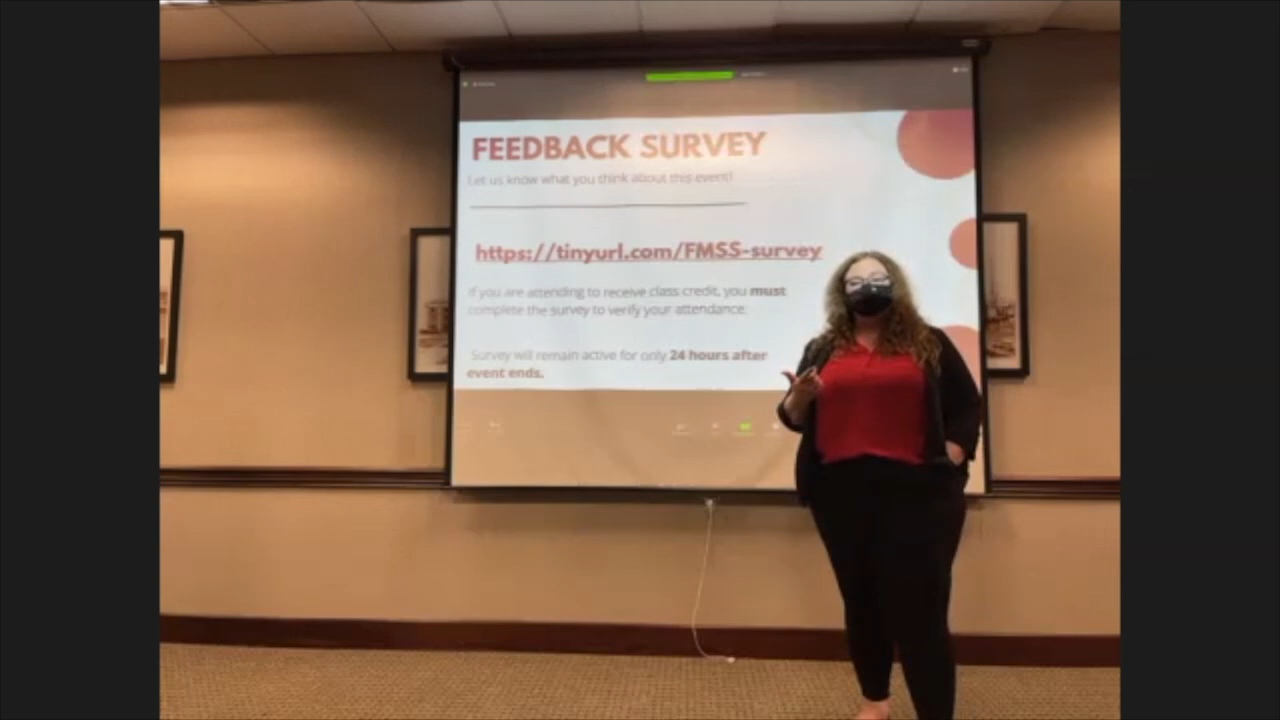 FEEDBACK SURVEY
Let us know what you think about this event!
https://tinyurl.com/FMSS-survey
If you are attending to receive class credit, you must
complete the survey to verify your attendance.
Survey will remain active for only 24 hours after
event ends.